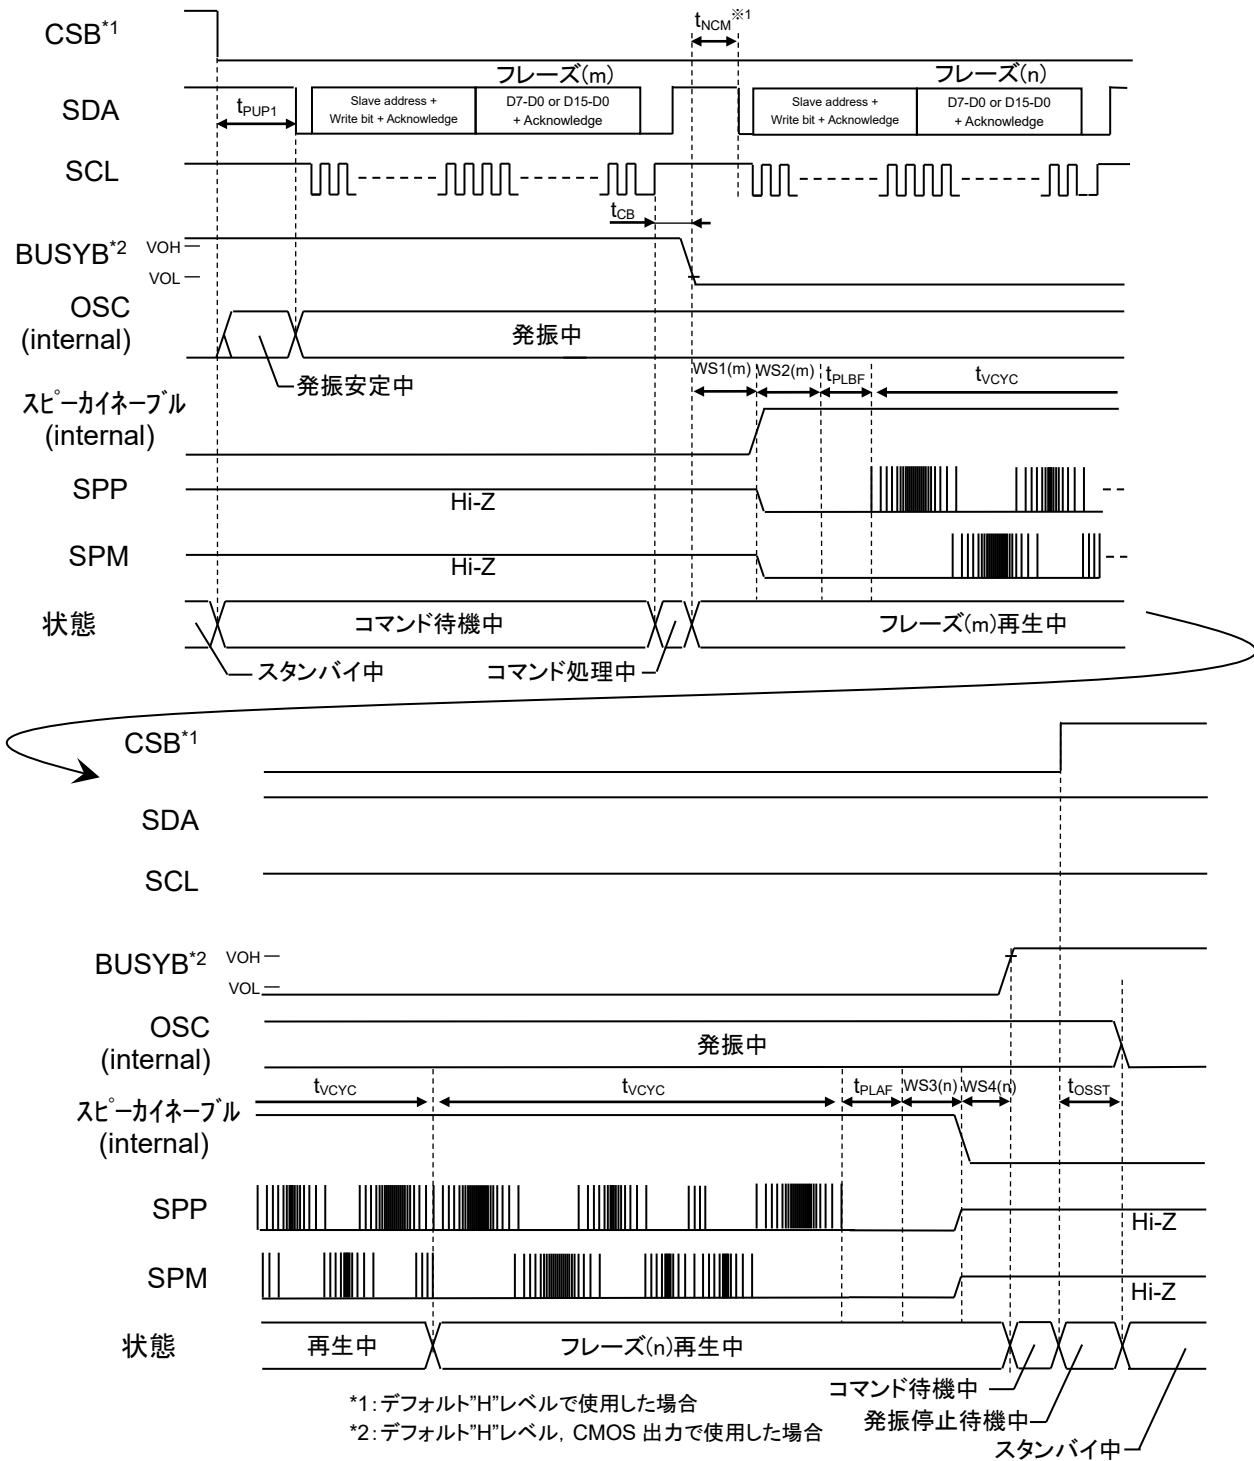 CSB*1
tNCM※1
フレーズ(m)
フレーズ(n)
SDA
tPUP1
Slave address +
Write bit + Acknowledge
D7-D0 or D15-D0
+ Acknowledge
Slave address +
Write bit + Acknowledge
D7-D0 or D15-D0
+ Acknowledge
SCL
tCB
BUSYB*2
VOH
VOL
OSC
(internal)
発振中
発振安定中
WS1(m)
WS2(m)
tPLBF
tVCYC
スピーカイネーブル
(internal)
SPP
Hi-Z
SPM
Hi-Z
状態
コマンド待機中
フレーズ(m)再生中
スタンバイ中
コマンド処理中
CSB*1
SDA
SCL
BUSYB*2
VOH
VOL
OSC
(internal)
発振中
tVCYC
tVCYC
tPLAF
WS3(n)
WS4(n)
tOSST
スピーカイネーブル
(internal)
SPP
Hi-Z
SPM
Hi-Z
状態
再生中
フレーズ(n)再生中
コマンド待機中
発振停止待機中
スタンバイ中
*1:デフォルト"H"レベルで使用した場合
*2:デフォルト"H"レベル, CMOS 出力で使用した場合